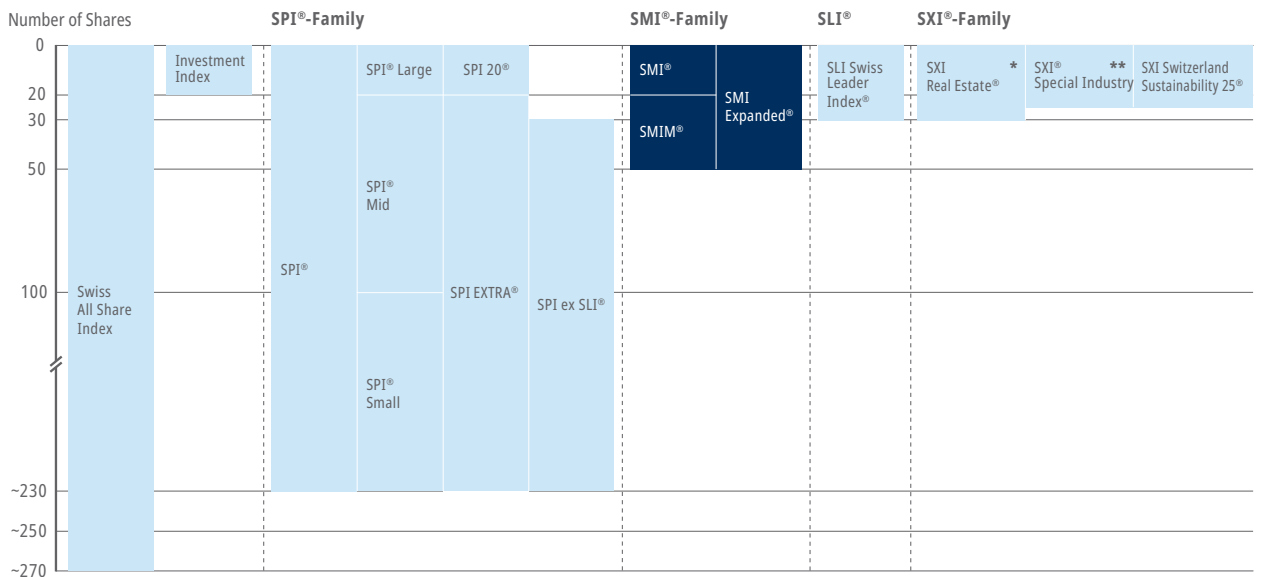 Number of Shares
SPI®-Family
SMI®-Family
SLI®
SXI®-Family
0
20
30
50
100
~230
~250
~270
Swiss
All Share
Index
Investment
Index
SPI®
SPI® Large
SPI®
Mid
SPI®
Small
SPI 20®
SPI EXTRA®
SPI ex SLI®
SMI®
SMIM®
SMI
Expanded®
SLI Swiss
Leader
Index®
SXI *
Real Estate®
SXI® **
Special Industry
SXI Switzerland
Sustainability 25®